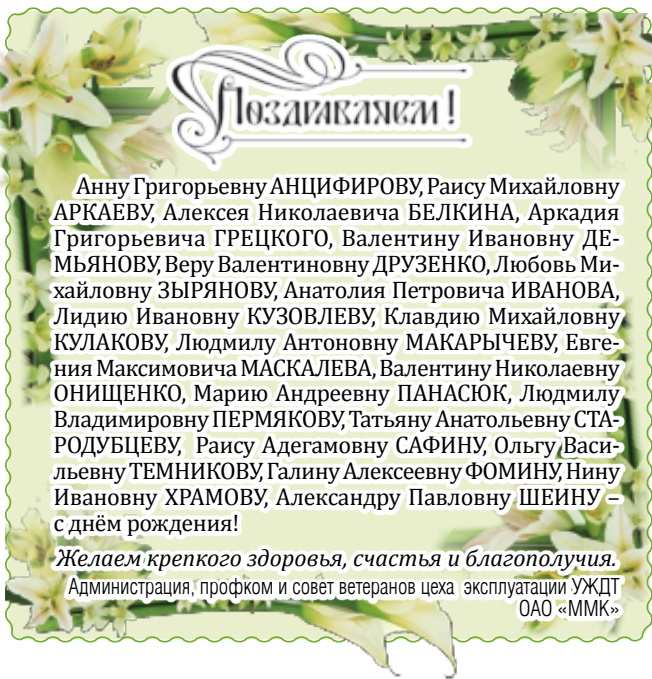 Поздравляем!
Анну Григорьевну АНЦИФИРОВУ, Раису Михайловну
АРКАЕВУ, Алексея Николаевича БЕЛКИНА, Аркадия
Григорьевича ГРЕЦКОГО, Валентину Ивановну ДЕ-
МЬЯНОВУ, Веру Валентиновну ДРУЗЕНКО, Любовь Ми-
хайловну ЗЫРЯНОВУ, Анатолия Петровича ИВАНОВА,
Лидию Ивановну КУЗОВЛЕВУ, Клавдию Михайловну
КУЛАКОВУ, Людмилу Антоновну МАКАРЫЧЕВУ, Евге-
ния Максимовича МАСКАЛЕВА, Валентину Николаевну
ОНИЩЕНКО, Марию Андреевну ПАНАСЮК, Людмилу
Владимировну ПЕРМЯКОВУ, Татьяну Анатольевну СТА-
РОДУБЦЕВУ, Раису Адегамовну САФИНУ, Ольгу Васи-
льевну ТЕМНИКОВУ, Галину Алексеевну ФОМИНУ, Нину
Ивановну ХРАМОВУ, Александру Павловну ШЕИНУ –
с днём рождения!
Желаем крепкого здоровья, счастья и благополучия.
Администрация, профком и совет ветеранов цеха эксплуатации УЖДТ
ОАО «ММК»